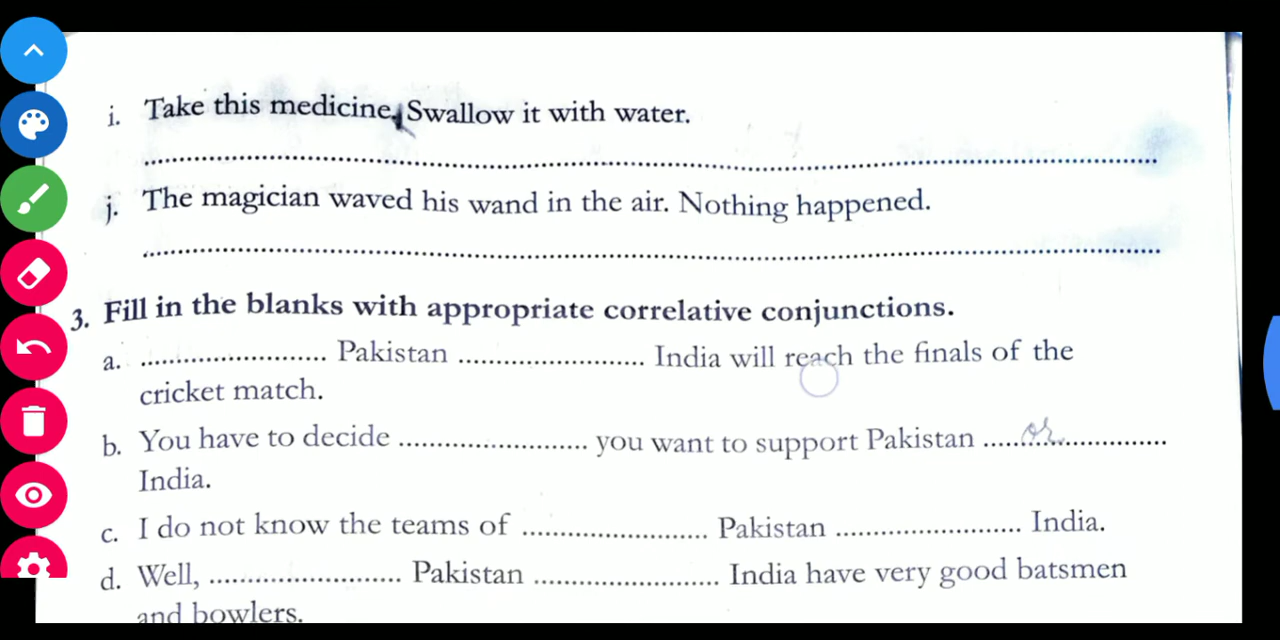 i. Take this medicine. Swallow it with water.
j. The magician waved his wand in the air. Nothing happened.
3. Fill in the blanks with appropriate correlative conjunctions.
a. ........................ Pakistan ........................ India will reach the finals of the
cricket match.
b. You have to decide ........................ you want to support Pakistan .....or.............
India.
c. I do not know the teams of ........................ Pakistan ........................ India.
d. Well, ........................ Pakistan ........................ India have very good batsmen
and bowlers.